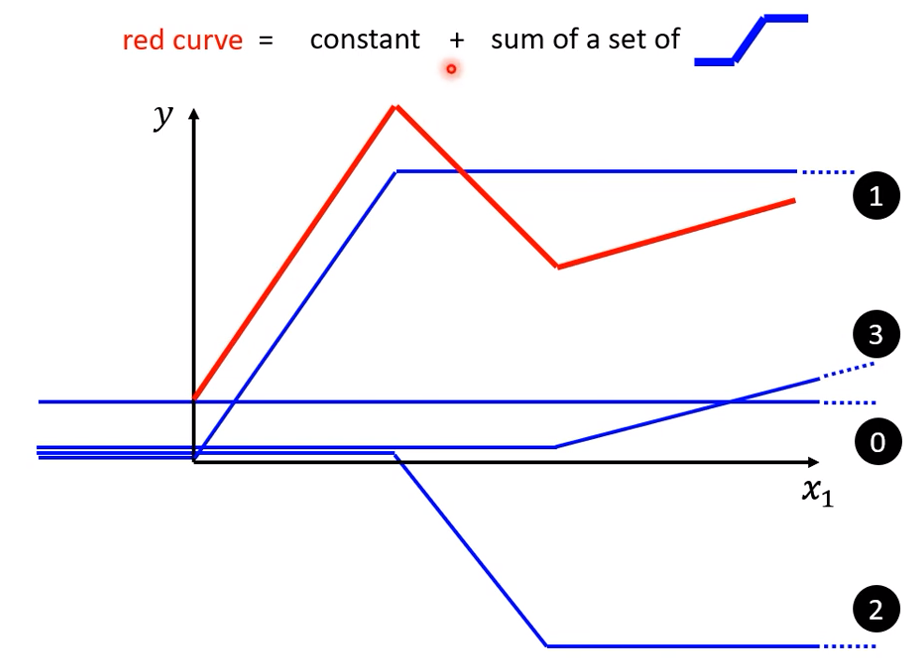 red curve = constant + sum of a set of
y
1
3
0
x₁
2